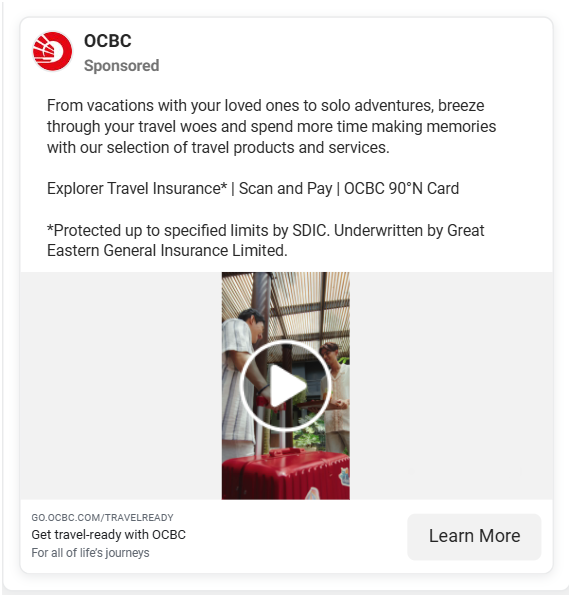 OCBC
Sponsored
From vacations with your loved ones to solo adventures, breeze
through your travel woes and spend more time making memories
with our selection of travel products and services.
Explorer Travel Insurance* | Scan and Pay | OCBC 90°N Card
*Protected up to specified limits by SDIC. Underwritten by Great
Eastern General Insurance Limited.
GO.OCBC.COM/TRAVELREADY
Get travel-ready with OCBC
For all of life’s journeys
Learn More